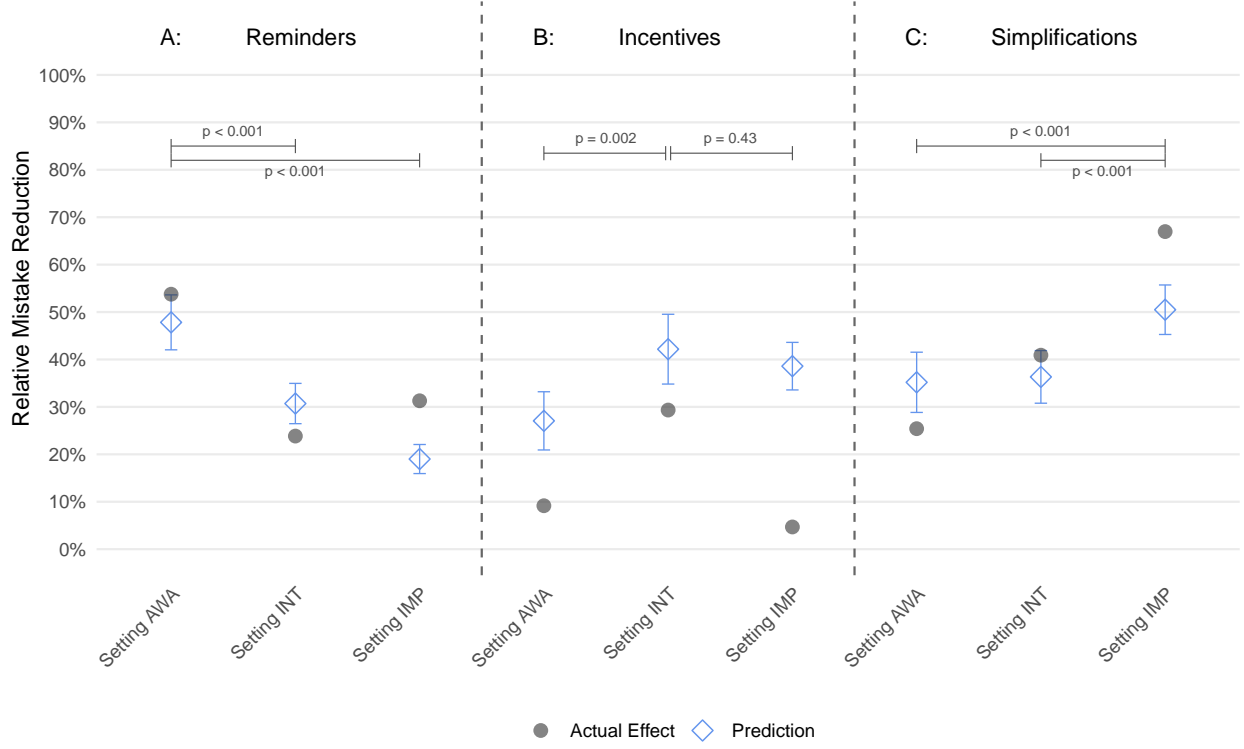 A: Reminders
B: Incentives
C: Simplifications
Relative Mistake Reduction
100%
90%
80%
70%
60%
50%
40%
30%
20%
10%
0%
p < 0.001
p < 0.001
p = 0.002
p = 0.43
p < 0.001
p < 0.001
Setting AWA
Setting INT
Setting IMP
Setting AWA
Setting INT
Setting IMP
Setting AWA
Setting INT
Setting IMP
Actual Effect
Prediction